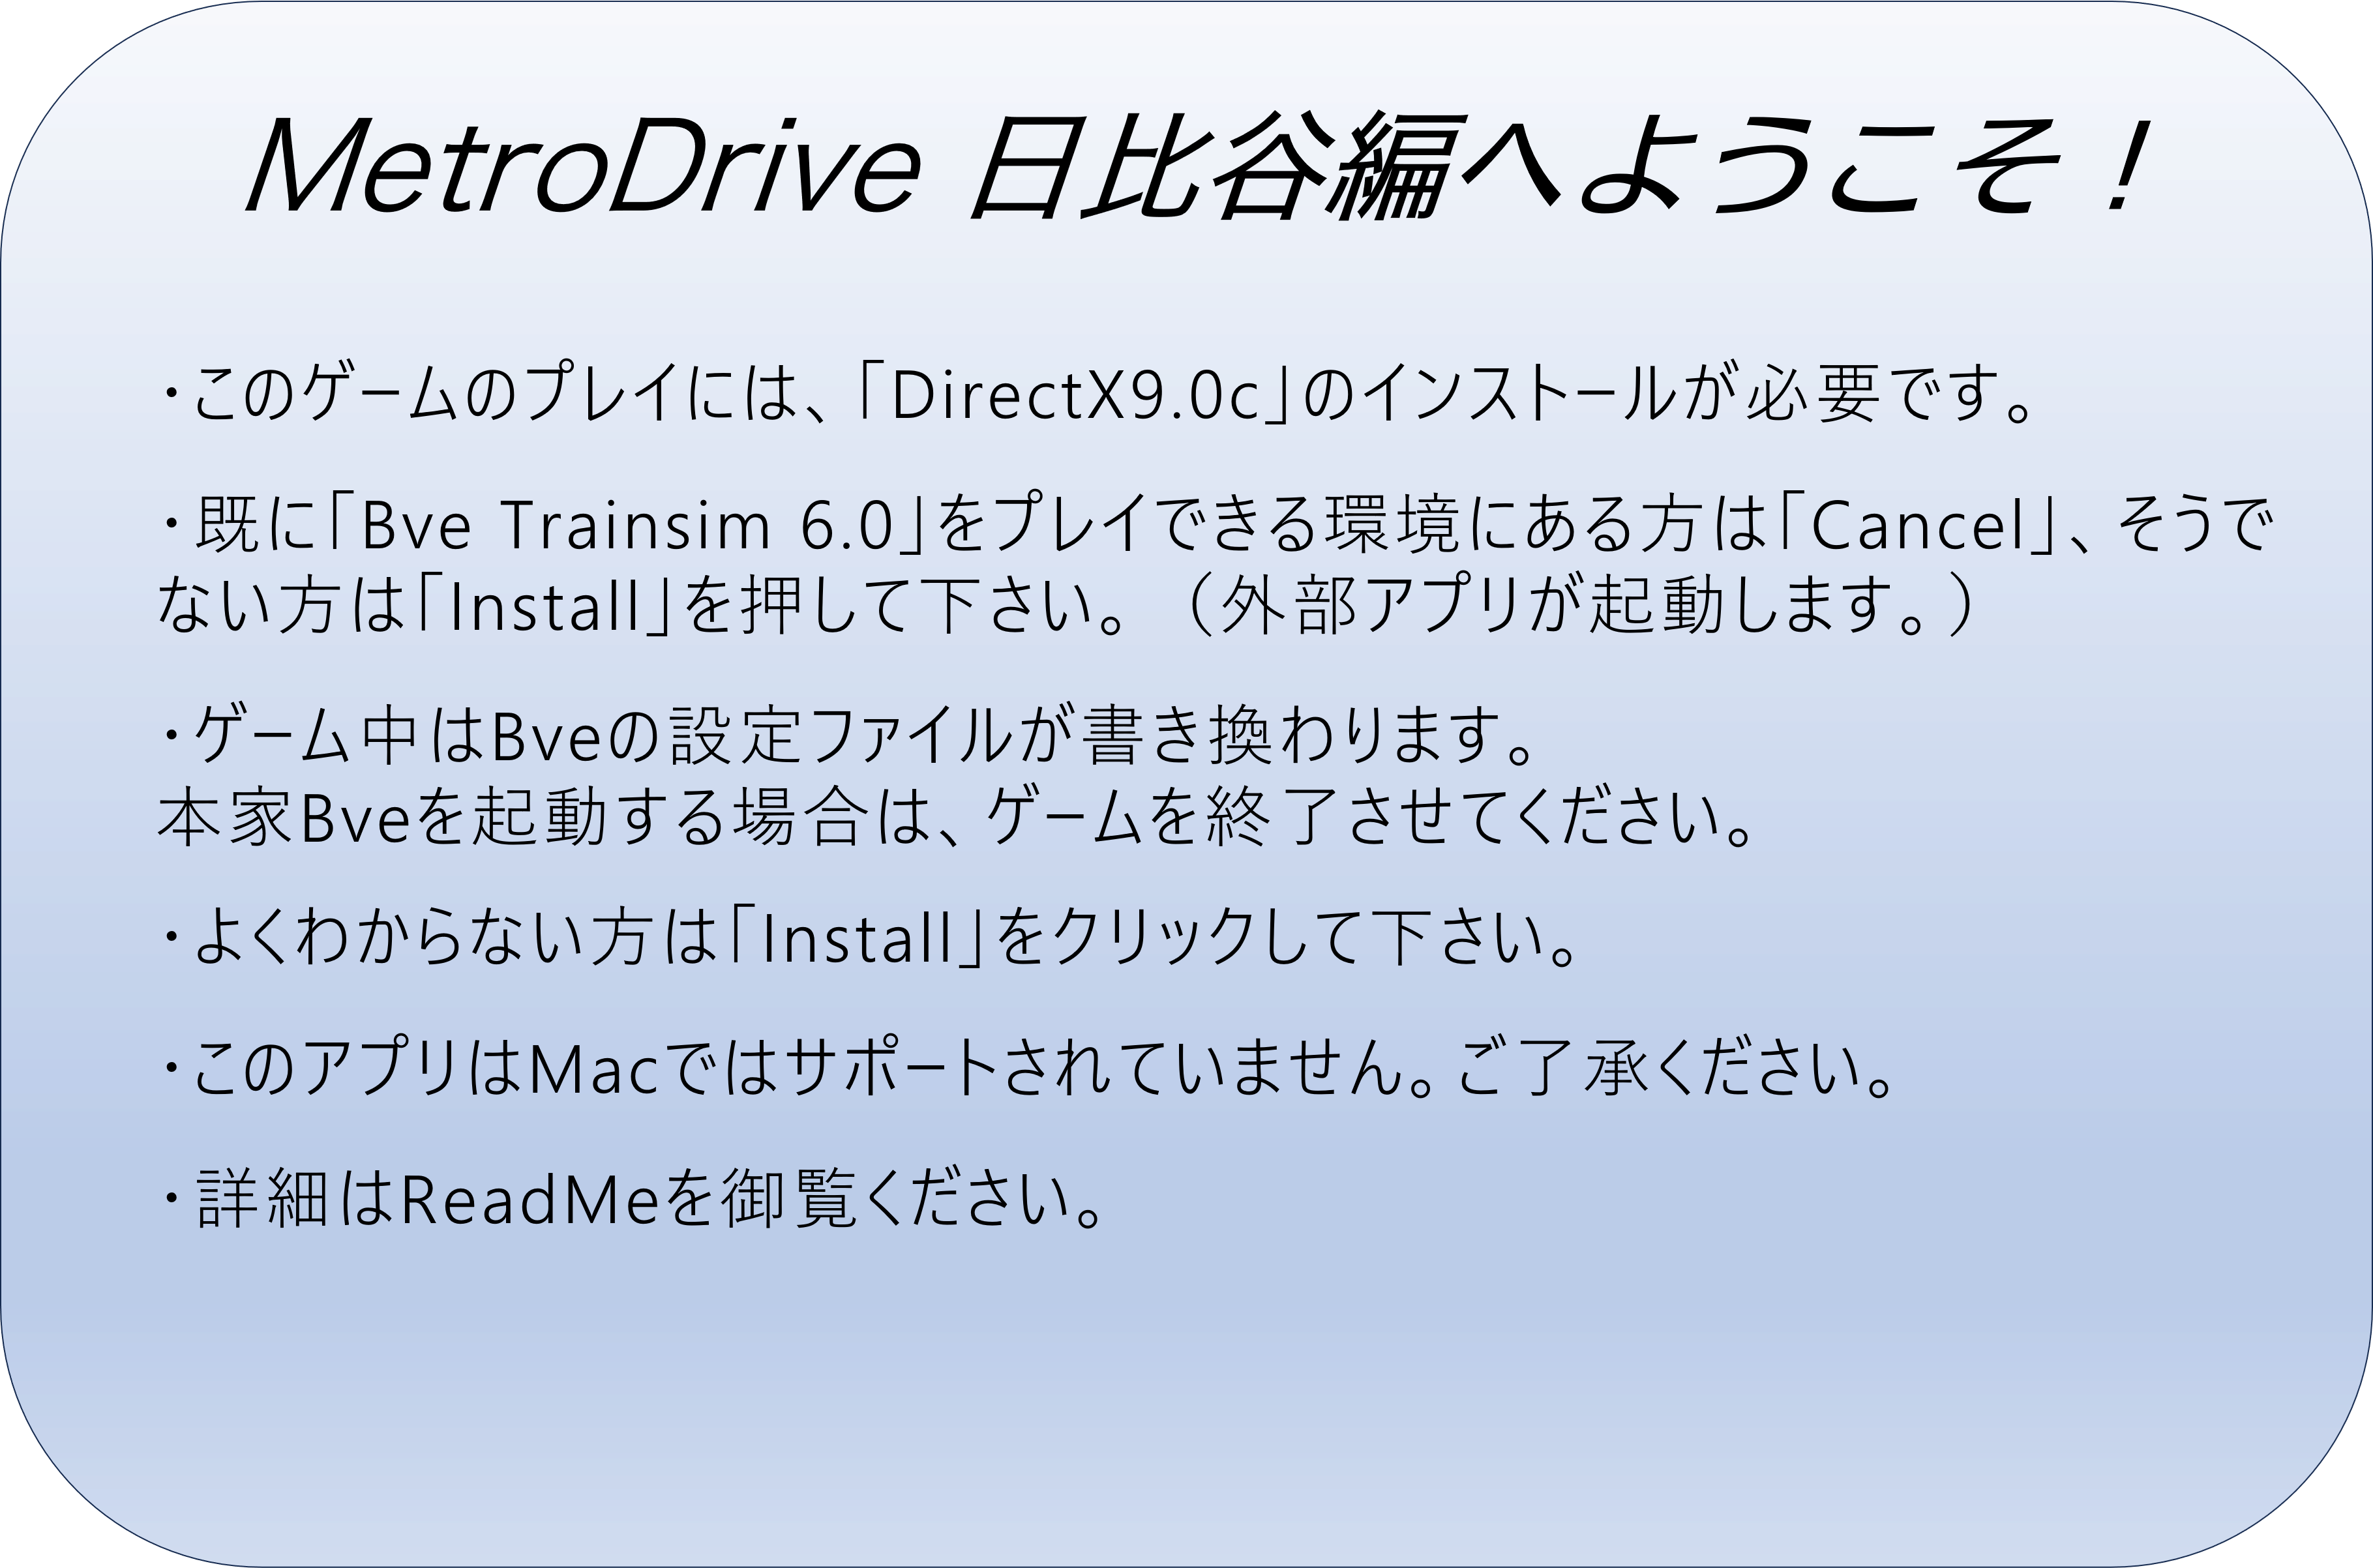 MetroDrive 日比谷線編へようこそ！
・このゲームのプレイには、「DirectX9.0c」のインストールが必要です。
・既に「Bve Trainsim 6.0」をプレイできる環境にある方は「Cancel」、そうで
ない方は「Install」を押して下さい。（外部アプリが起動します。）
・ゲーム中はBveの設定ファイルが書き換わります。
本家Bveを起動する場合は、ゲームを終了させてください。
・よくわからない方は「Install」をクリックして下さい。
・このアプリはMacではサポートされていません。ご了承ください。
・詳細はReadMeを御覧ください。